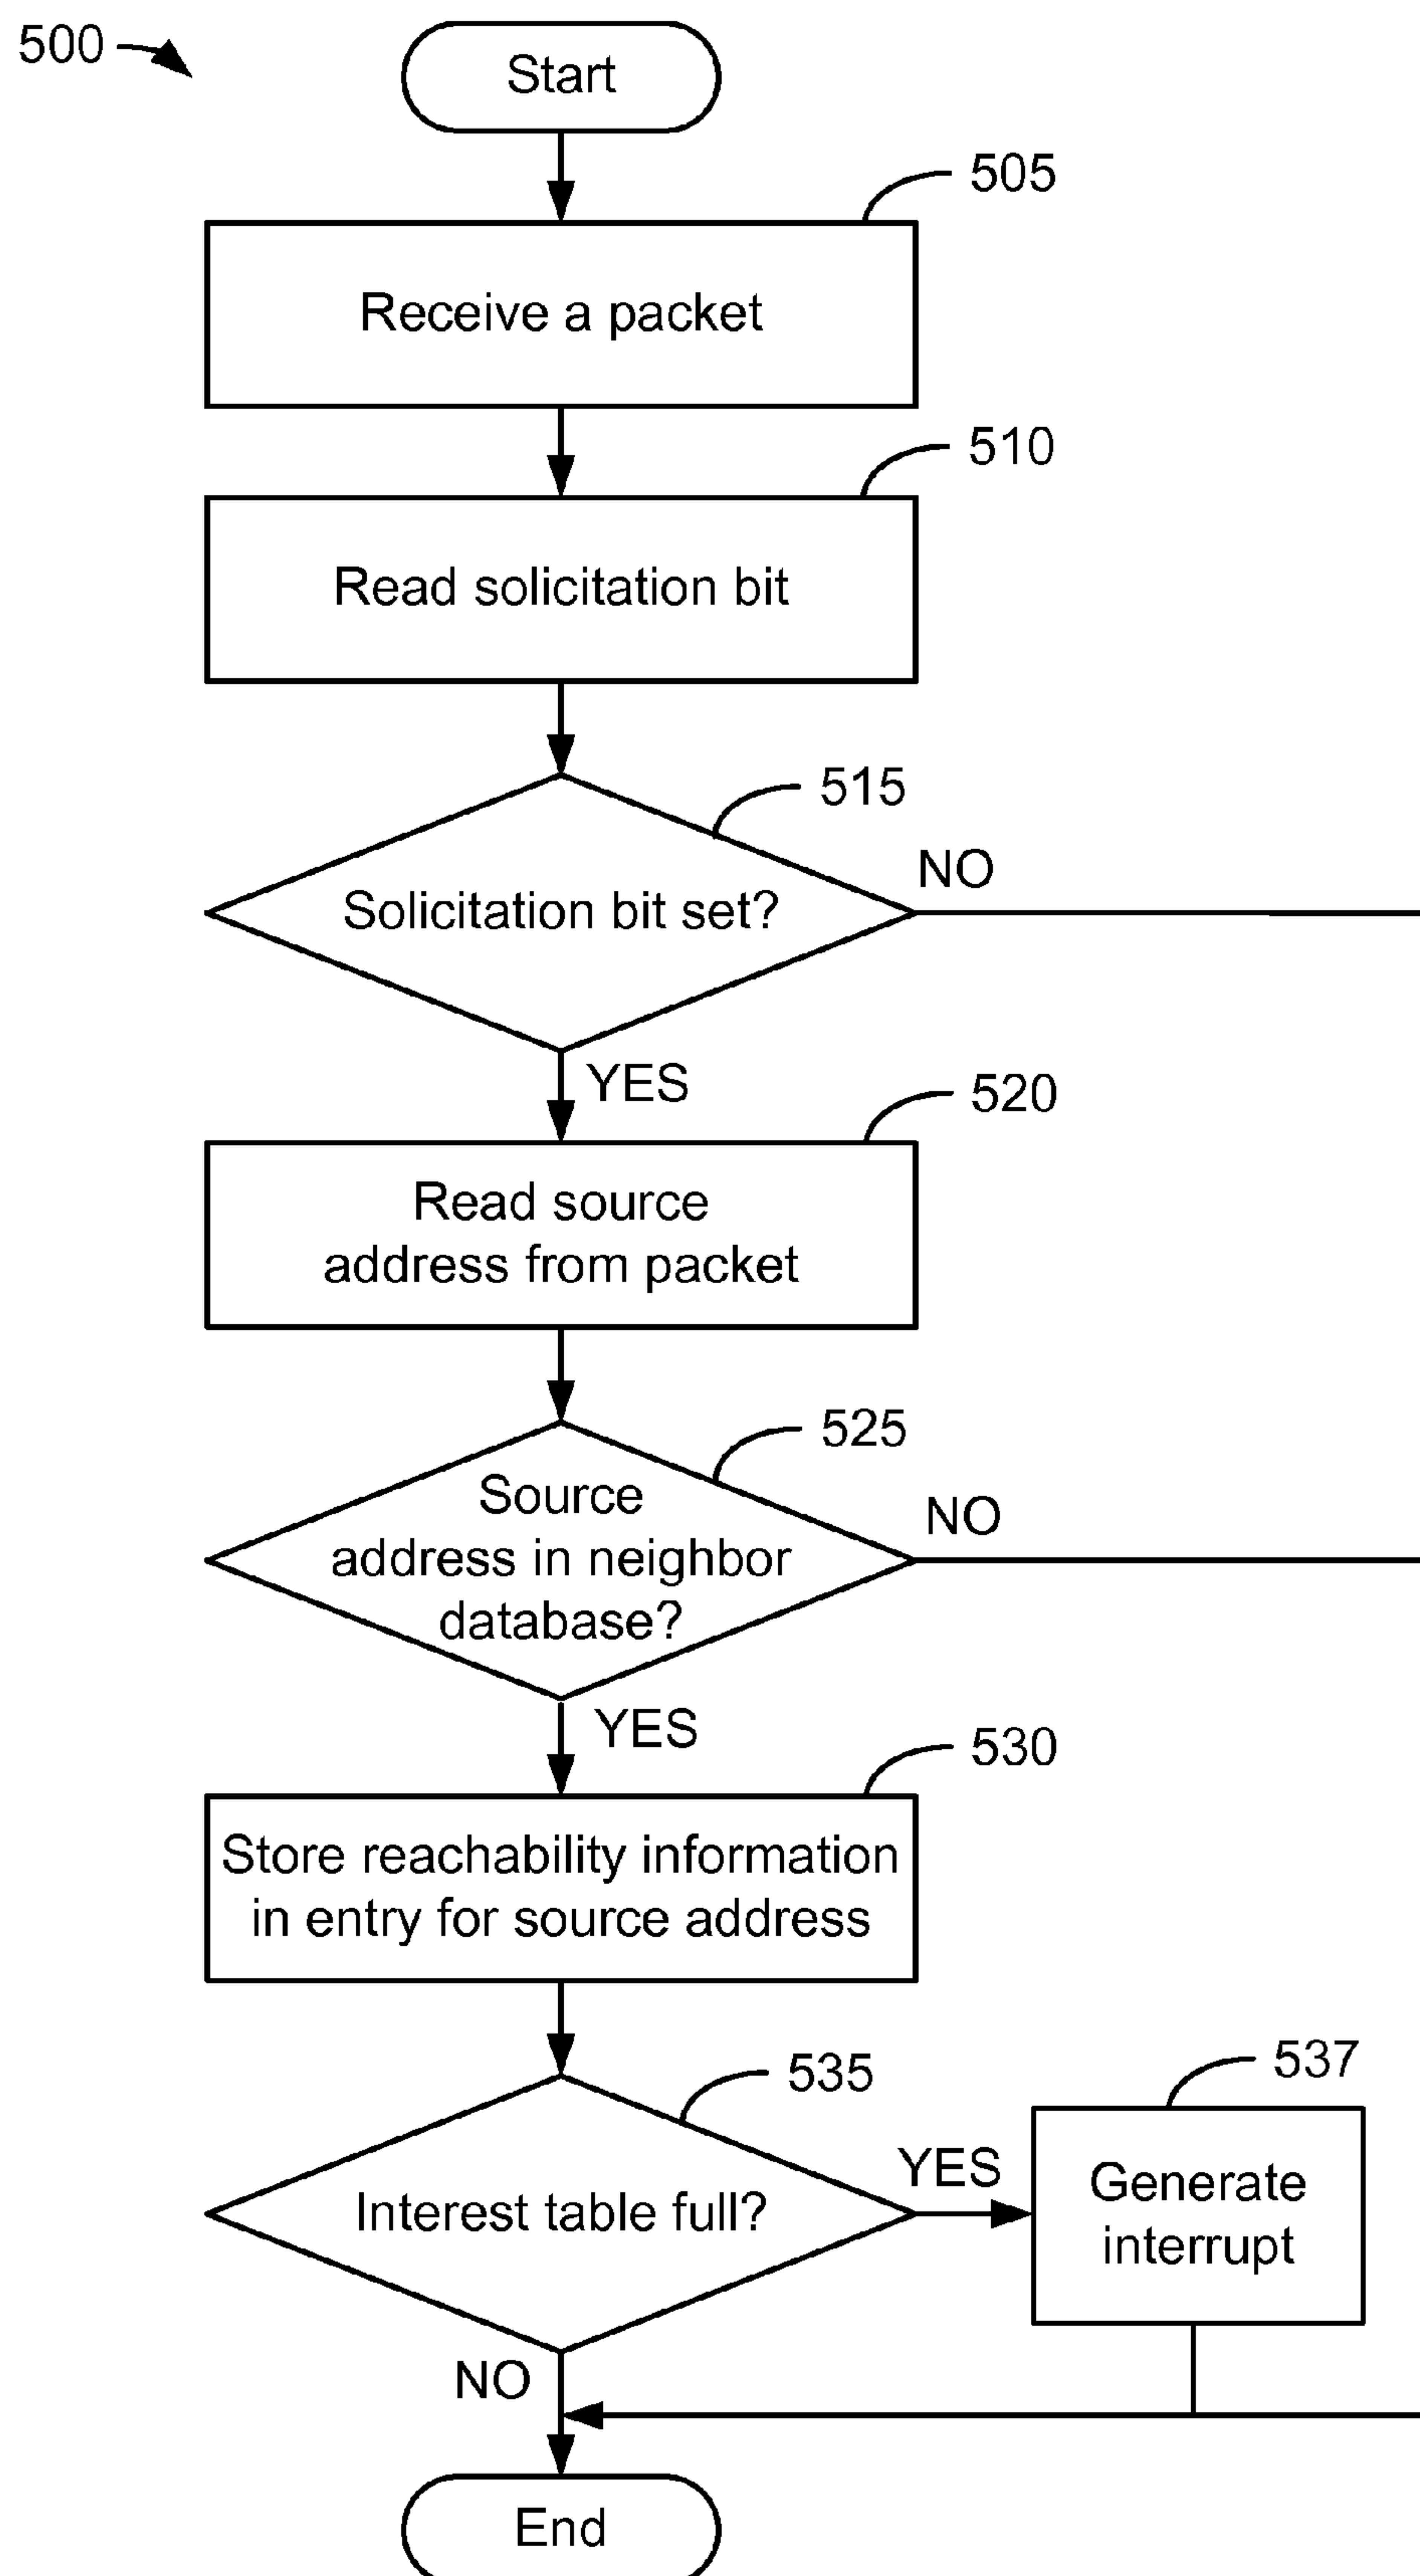 500
Start
505
Receive a packet
510
Read solicitation bit
515
Solicitation bit set?
NO
YES
520
Read source
address from packet
525
Source
address in neighbor
database?
NO
YES
530
Store reachability information
in entry for source address
535
Interest table full?
YES
537
Generate
interrupt
NO
End